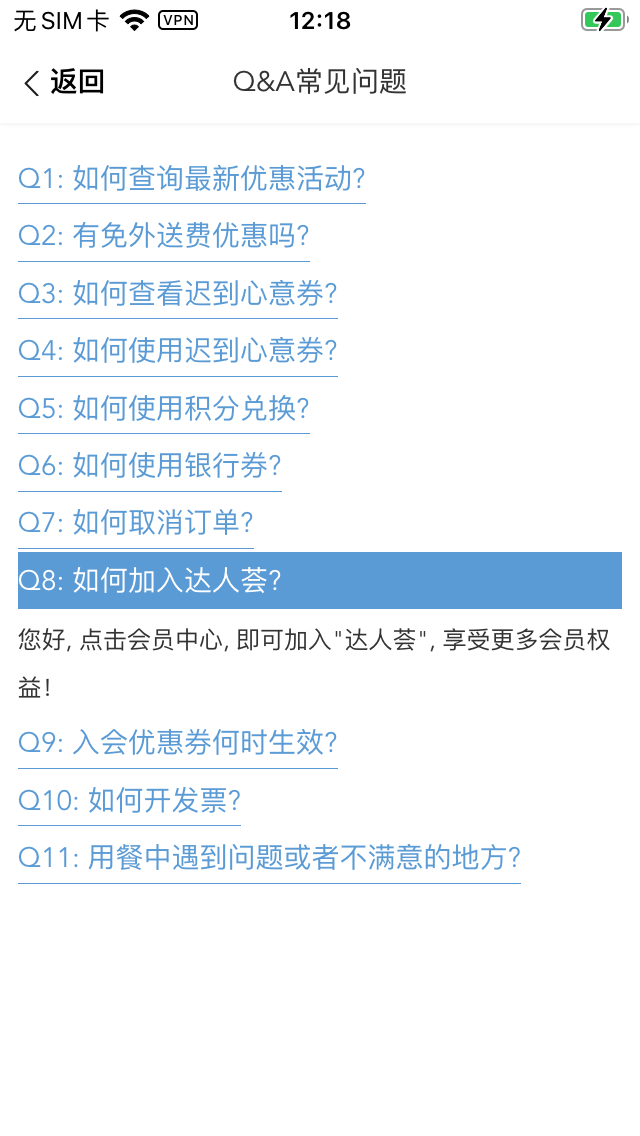 无SIM卡 VPN 12:18
返回 Q&A常见问题
Q1: 如何查询最新优惠活动?
Q2: 有免外送费优惠吗?
Q3: 如何查看迟到心意券?
Q4: 如何使用迟到心意券?
Q5: 如何使用积分兑换?
Q6: 如何使用银行券?
Q7: 如何取消订单?
Q8: 如何加入达人荟?
您好, 点击会员中心, 即可加入"达人荟", 享受更多会员权
益!
Q9: 入会优惠券何时生效?
Q10: 如何开发票?
Q11: 用餐中遇到问题或者不满意的地方?